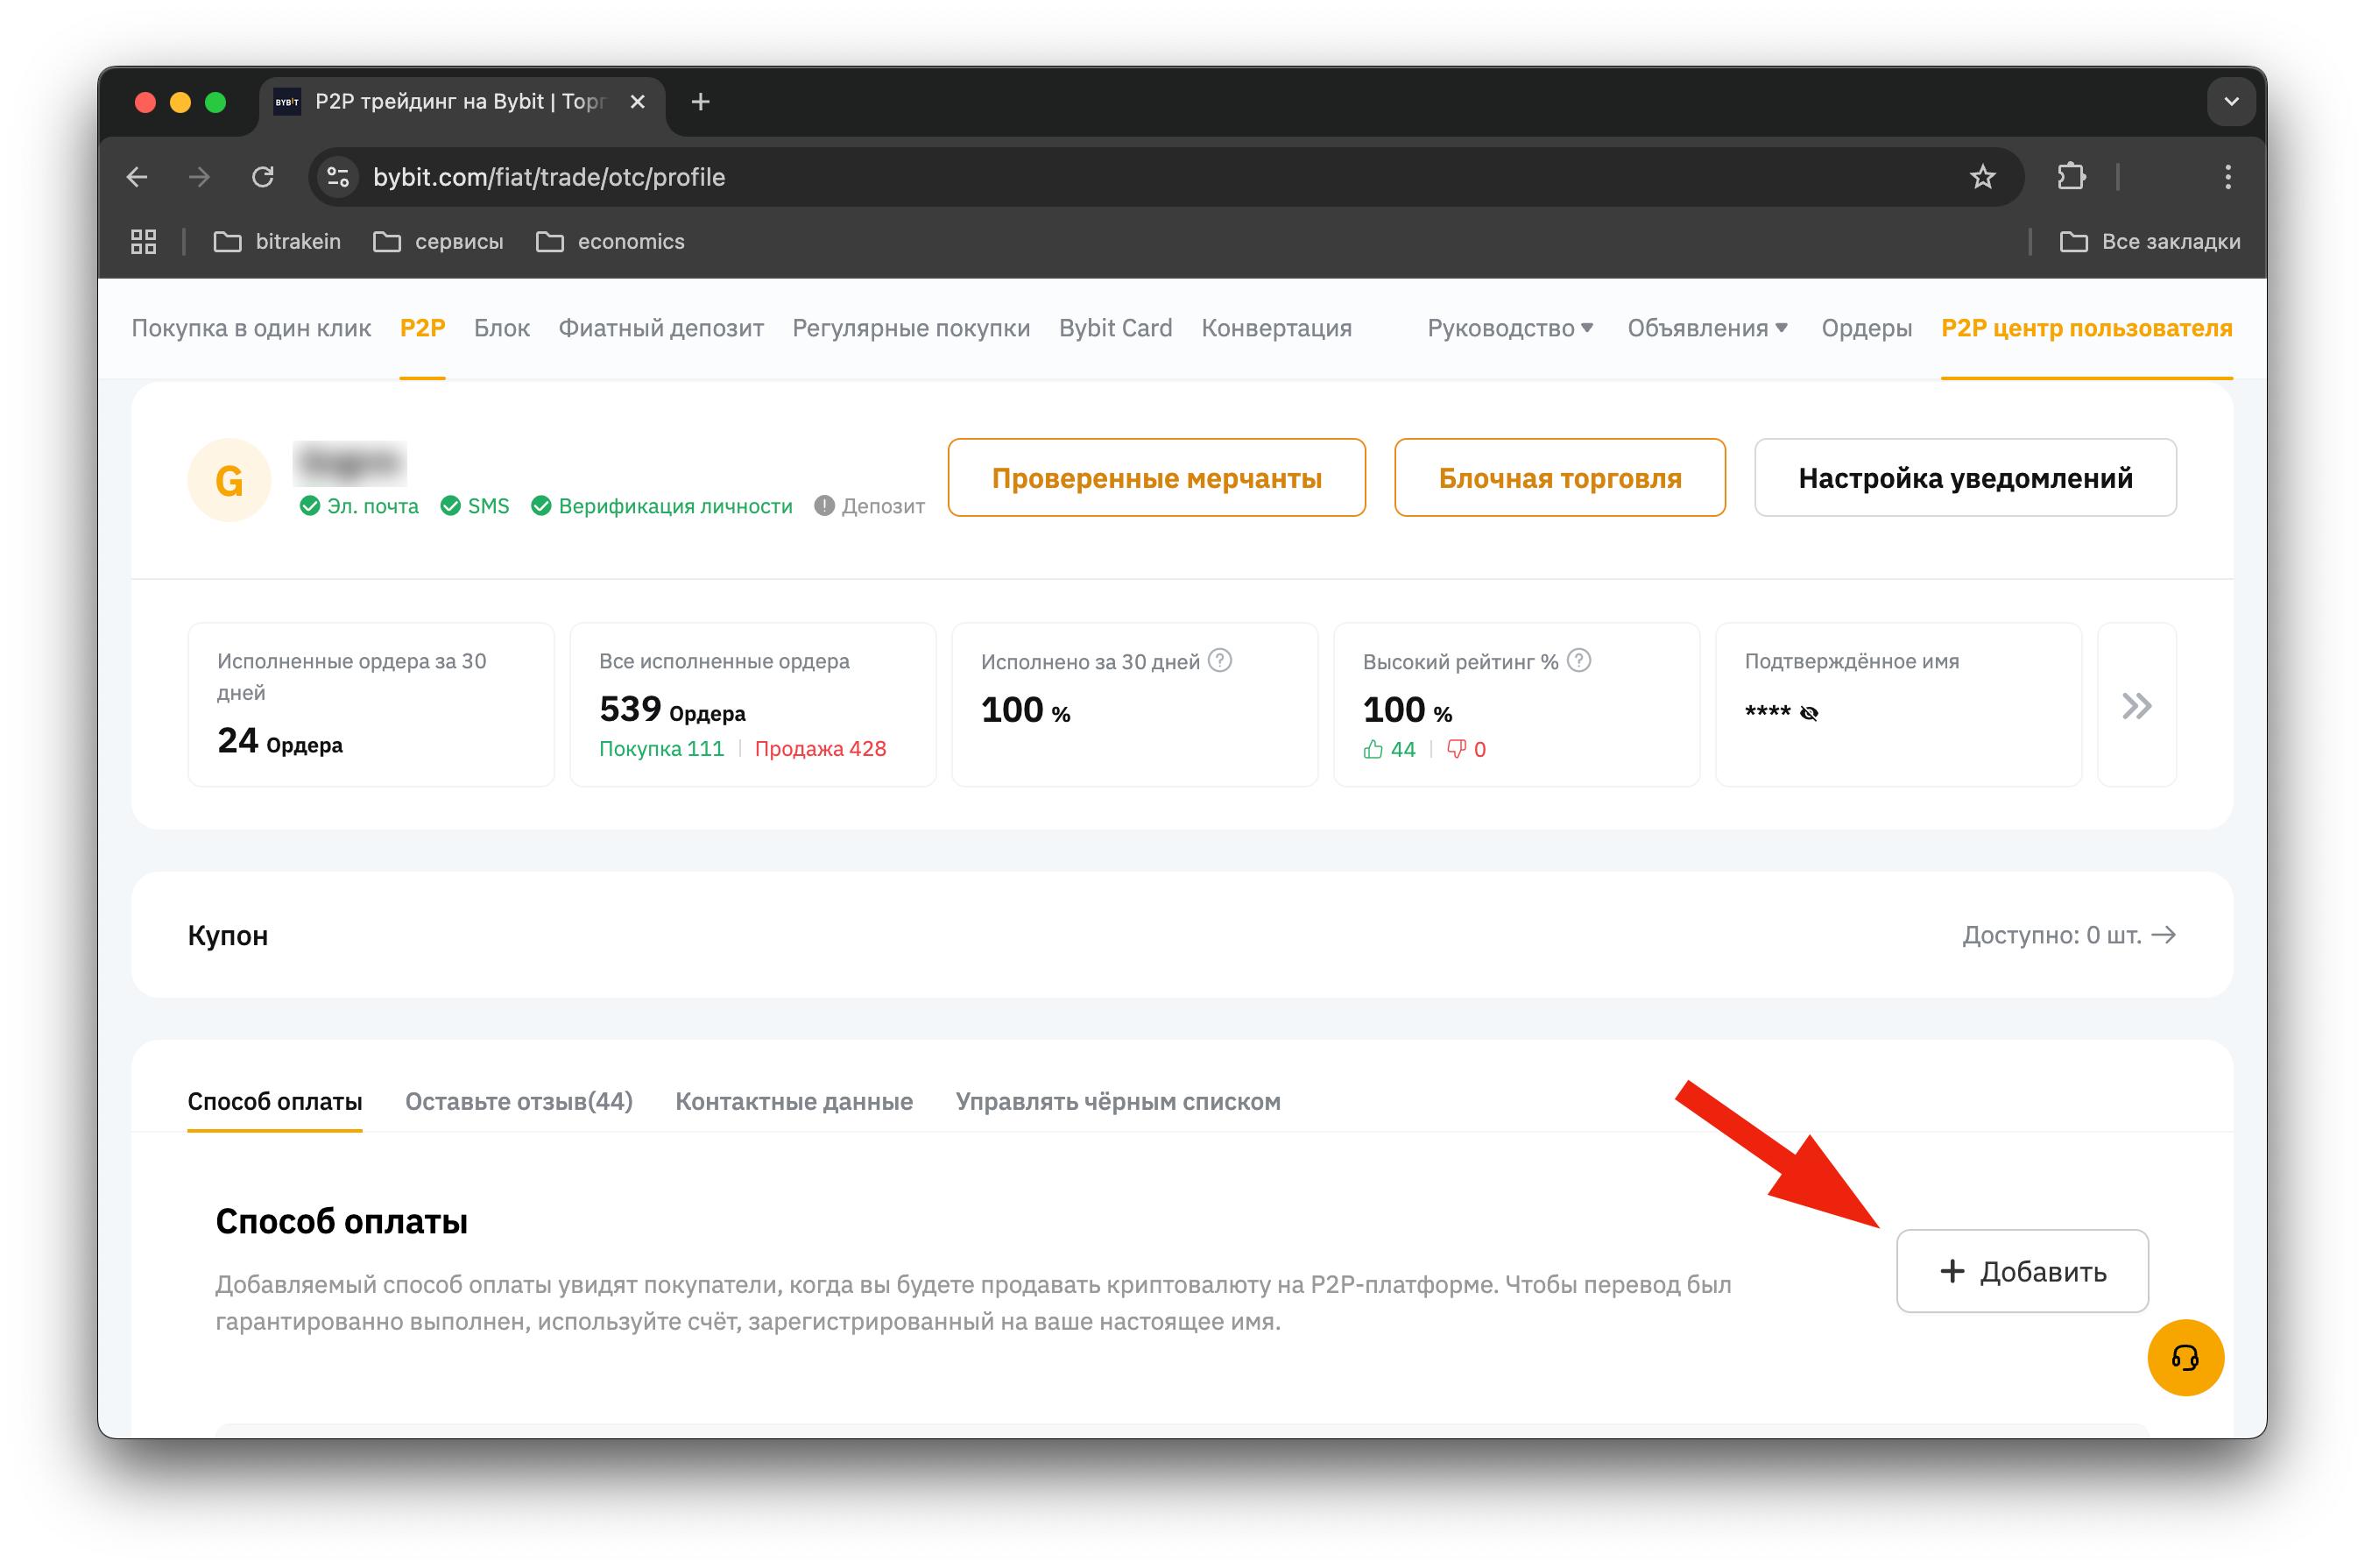 BYBIT P2P трейдинг на Bybit | Торг
bybit.com/fiat/trade/otc/profile
bitrakein сервисы economics Все закладки
Покупка в один клик P2P Блок Фиатный депозит Регулярные покупки Bybit Card Конвертация Руководство Объявления Ордеры P2P центр пользователя
G
Эл. почта SMS Верификация личности Депозит
Проверенные мерчанты Блочная торговля Настройка уведомлений
Исполненные ордера за 30
дней
24 Ордера
Все исполненные ордера
539 Ордера
Покупка 111 | Продажа 428
Исполнено за 30 дней
100 %
Высокий рейтинг %
100 %
44 | 0
Подтверждённое имя
****
Купон Доступно: 0 шт.
Способ оплаты Оставьте отзыв(44) Контактные данные Управлять чёрным списком
Способ оплаты
Добавляемый способ оплаты увидят покупатели, когда вы будете продавать криптовалюту на P2P-платформе. Чтобы перевод был
гарантированно выполнен, используйте счёт, зарегистрированный на ваше настоящее имя.
+ Добавить